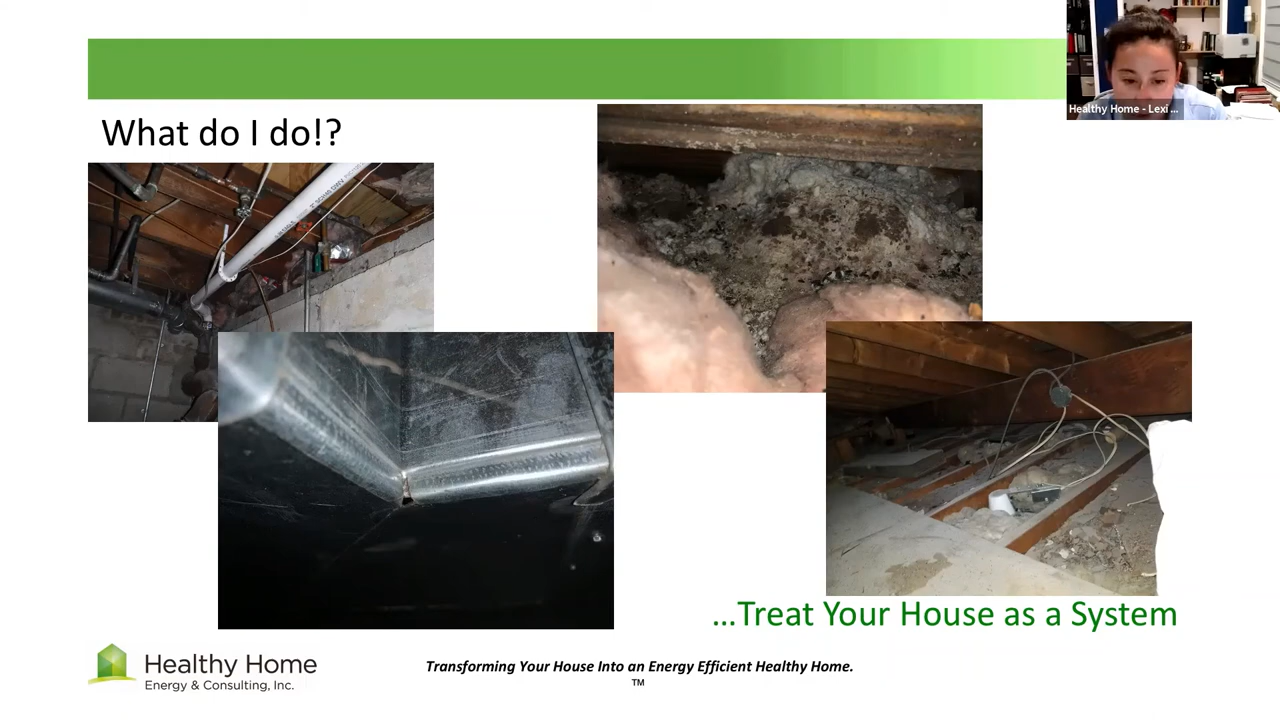 Healthy Home - Lexi ...
What do I do!?
...Treat Your House as a System
Healthy Home
Energy & Consulting, Inc.
Transforming Your House Into an Energy Efficient Healthy Home.
™